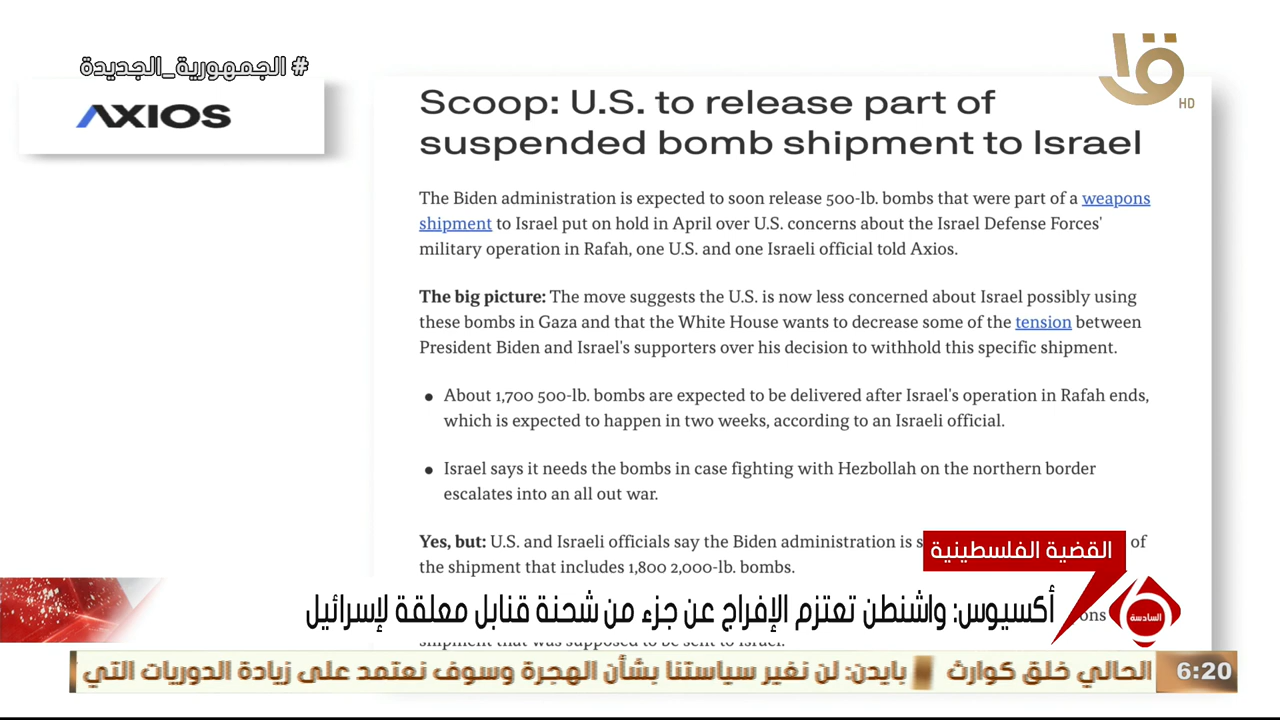 # الجمهورية_الجديدة
AXIOS
HD
Scoop: U.S. to release part of
suspended bomb shipment to Israel
The Biden administration is expected to soon release 500-lb. bombs that were part of a weapons
shipment to Israel put on hold in April over U.S. concerns about the Israel Defense Forces'
military operation in Rafah, one U.S. and one Israeli official told Axios.
The big picture: The move suggests the U.S. is now less concerned about Israel possibly using
these bombs in Gaza and that the White House wants to decrease some of the tension between
President Biden and Israel's supporters over his decision to withhold this specific shipment.
• About 1,700 500-lb. bombs are expected to be delivered after Israel's operation in Rafah ends,
which is expected to happen in two weeks, according to an Israeli official.
• Israel says it needs the bombs in case fighting with Hezbollah on the northern border
escalates into an all out war.
Yes, but: U.S. and Israeli officials say the Biden administration is of
the shipment that includes 1,800 2,000-lb. bombs.
القضية الفلسطينية
أكسيوس: واشنطن تعتزم الإفراج عن جزء من شحنة قنابل معلقة لإسرائيل
السادسة
shipment that was supposed to be sent to Israel.
6:20
الحالي خلق كوارث
بايدن: لن نغير سياستنا بشأن الهجرة وسوف نعتمد على زيادة الدوريات التي